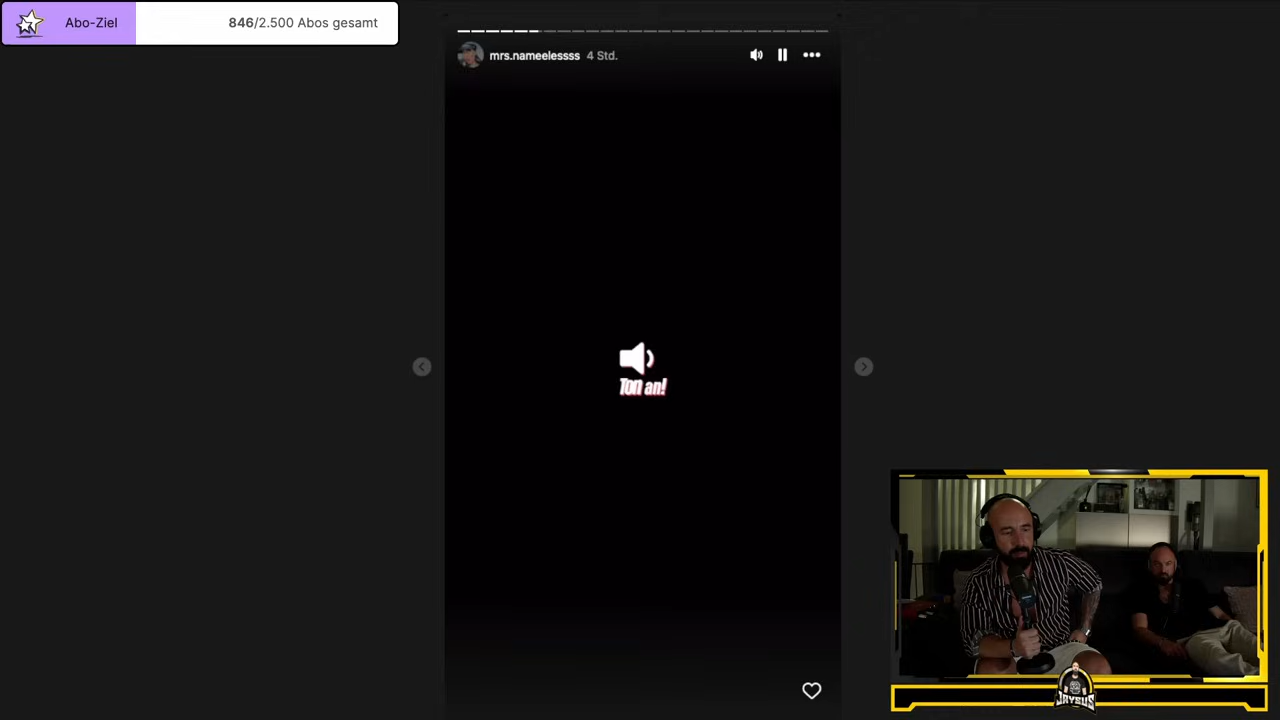 Abo-Ziel
846/2.500 Abos gesamt
mrs.nameelessss 4 Std.
Ton an!
JAYSUS